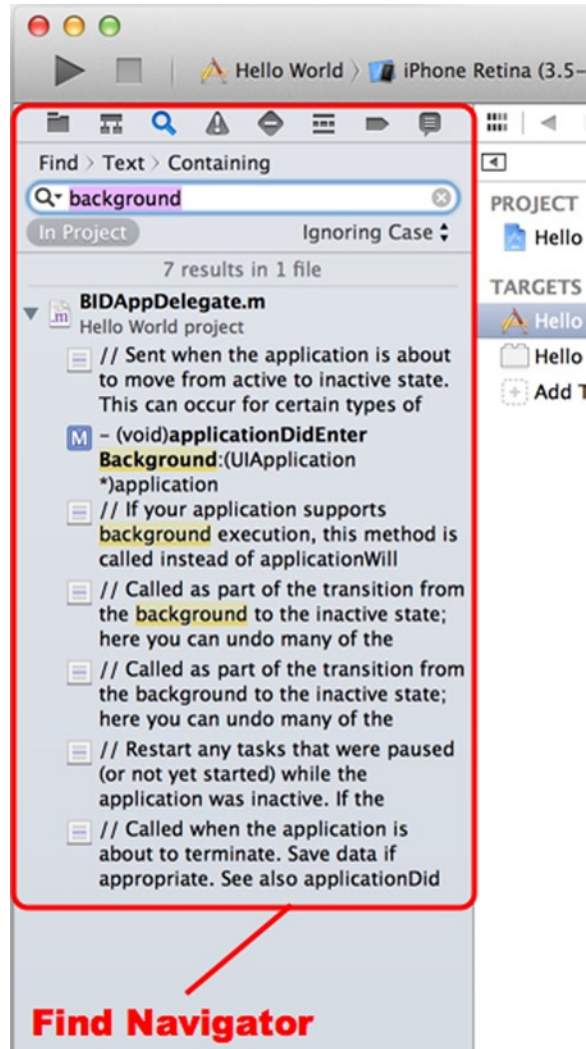 Hello World 〉 iPhone Retina (3.5-
Find 〉 Text 〉 Containing
background
In Project
Ignoring Case
7 results in 1 file
BIDAppDelegate.m
Hello World project
// Sent when the application is about
to move from active to inactive state.
This can occur for certain types of
M
- (void)applicationDidEnter
Background:(UIApplication
*)application
// If your application supports
background execution, this method is
called instead of applicationWill
// Called as part of the transition from
the background to the inactive state;
here you can undo many of the
// Called as part of the transition from
the background to the inactive state;
here you can undo many of the
// Restart any tasks that were paused
(or not yet started) while the
application was inactive. If the
// Called when the application is
about to terminate. Save data if
appropriate. See also applicationDid
Find Navigator
PROJECT
Hello
TARGETS
Hello
Hello
Add T